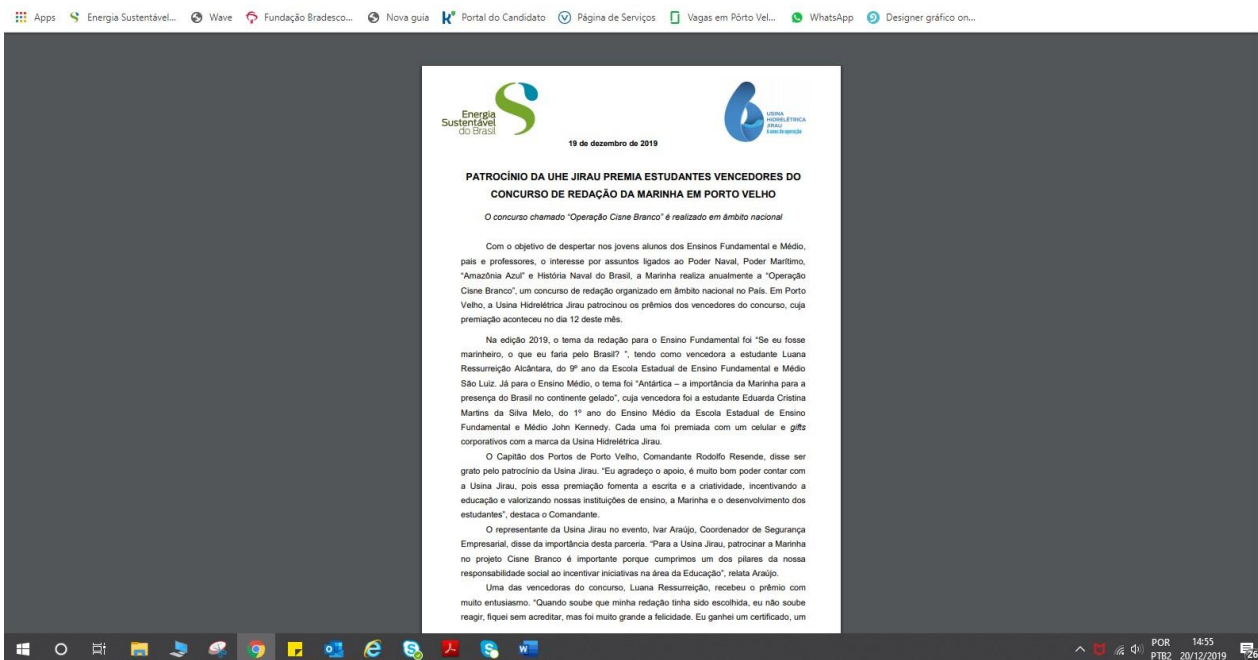 Apps Energia Sustentável... Wave Fundação Bradesco... Nova guia Portal do Candidato Página de Serviços Vagas em Pôrto Vel... WhatsApp Designer gráfico on...
Energia
Sustentável
do Brasil
USINA
HIDRELÉTRICA
JIRAU
6 anos de operação
19 de dezembro de 2019
PATROCÍNIO DA UHE JIRAU PREMIA ESTUDANTES VENCEDORES DO
CONCURSO DE REDAÇÃO DA MARINHA EM PORTO VELHO
O concurso chamado "Operação Cisne Branco" é realizado em âmbito nacional
Com o objetivo de despertar nos jovens alunos dos Ensinos Fundamental e Médio,
pais e professores, o interesse por assuntos ligados ao Poder Naval, Poder Marítimo,
"Amazônia Azul" e História Naval do Brasil, a Marinha realiza anualmente a "Operação
Cisne Branco", um concurso de redação organizado em âmbito nacional no País. Em Porto
Velho, a Usina Hidrelétrica Jirau patrocinou os prêmios dos vencedores do concurso, cuja
premiação aconteceu no dia 12 deste mês.
Na edição 2019, o tema da redação para o Ensino Fundamental foi "Se eu fosse
marinheiro, o que eu faria pelo Brasil? ", tendo como vencedora a estudante Luana
Ressurreição Alcântara, do 9º ano da Escola Estadual de Ensino Fundamental e Médio
São Luiz. Já para o Ensino Médio, o tema foi "Antártica – a importância da Marinha para a
presença do Brasil no continente gelado", cuja vencedora foi a estudante Eduarda Cristina
Martins da Silva Melo, do 1º ano do Ensino Médio da Escola Estadual de Ensino
Fundamental e Médio John Kennedy. Cada uma foi premiada com um celular e gifts
corporativos com a marca da Usina Hidrelétrica Jirau.
O Capitão dos Portos de Porto Velho, Comandante Rodolfo Resende, disse ser
grato pelo patrocínio da Usina Jirau. "Eu agradeço o apoio, é muito bom poder contar com
a Usina Jirau, pois essa premiação fomenta a escrita e a criatividade, incentivando a
educação e valorizando nossas instituições de ensino, a Marinha e o desenvolvimento dos
estudantes", destaca o Comandante.
O representante da Usina Jirau no evento, Ivar Araújo, Coordenador de Segurança
Empresarial, disse da importância desta parceria. "Para a Usina Jirau, patrocinar a Marinha
no projeto Cisne Branco é importante porque cumprimos um dos pilares da nossa
responsabilidade social ao incentivar iniciativas na área da Educação", relata Araújo.
Uma das vencedoras do concurso, Luana Ressurreição, recebeu o prêmio com
muito entusiasmo. "Quando soube que minha redação tinha sido escolhida, eu não soube
reagir, fiquei sem acreditar, mas foi muito grande a felicidade. Eu ganhei um certificado, um
POR 14:55
PTB2 20/12/2019 26